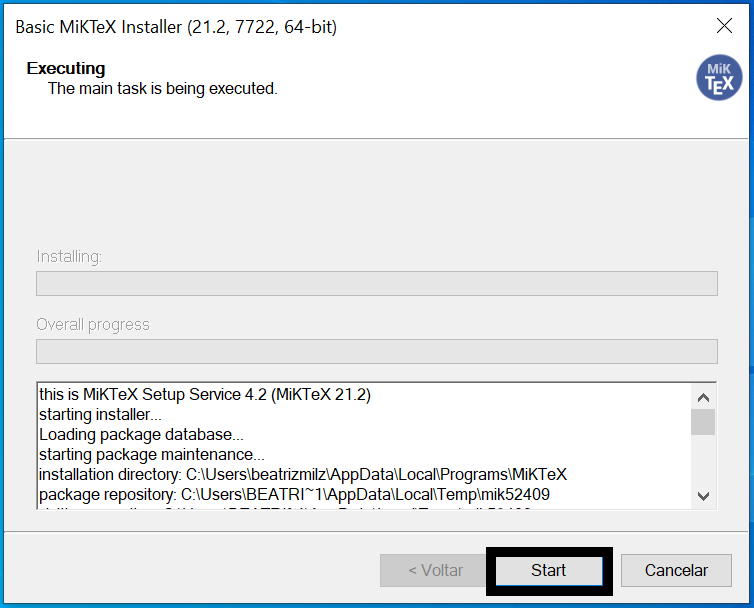 Basic MiKTeX Installer (21.2, 7722, 64-bit)
Executing
The main task is being executed.
MiK
TEX
Installing:
Overall progress
this is MiKTeX Setup Service 4.2 (MiKTeX 21.2)
starting installer...
Loading package database...
starting package maintenance...
installation directory: C:\Users\beatrizmilz\AppData\Local\Programs\MiKTeX
package repository: C:\Users\BEATRI~1\AppData\Local\Temp\mik52409
< Voltar
Start
Cancelar